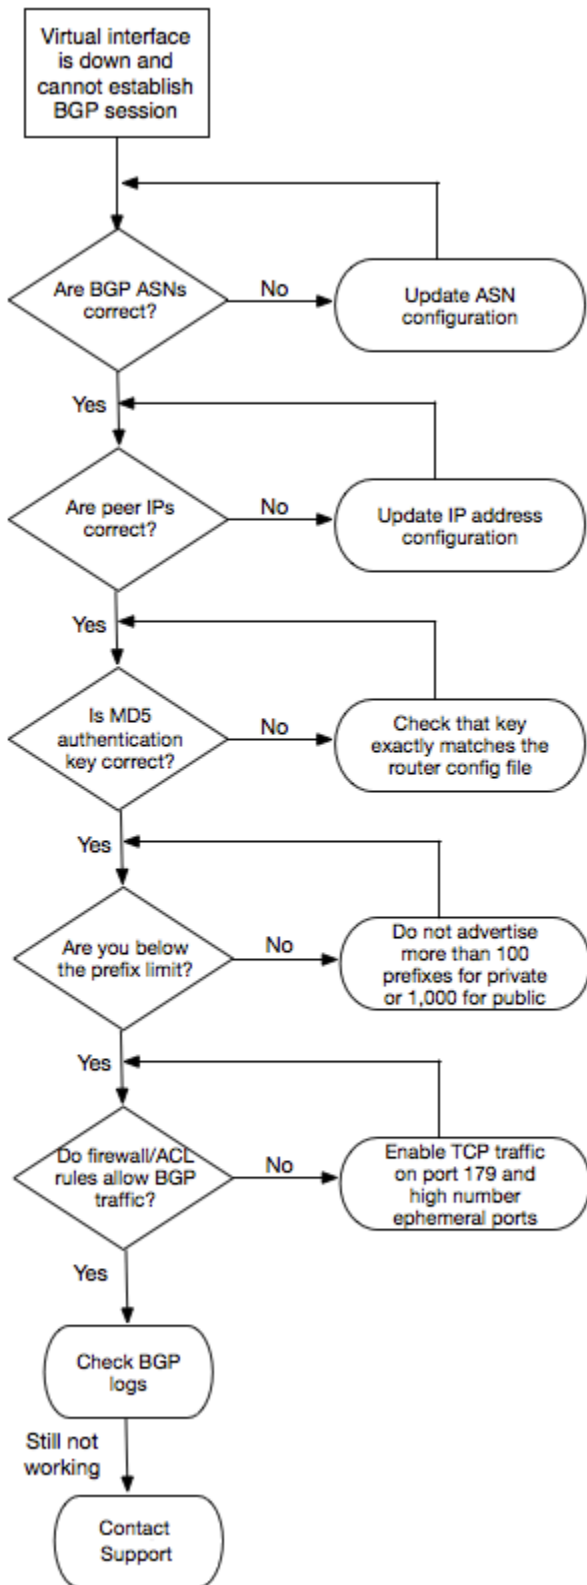 Virtual interface
is down and
cannot establish
BGP session
Are BGP ASNs
correct?
No
Update ASN
configuration
Yes
Are peer IPs
correct?
No
Update IP address
configuration
Yes
Is MD5
authentication
key correct?
No
Check that key
exactly matches the
router config file
Yes
Are you below
the prefix limit?
No
Do not advertise
more than 100
prefixes for private
or 1,000 for public
Yes
Do firewall/ACL
rules allow BGP
traffic?
No
Enable TCP traffic
on port 179 and
high number
ephemeral ports
Yes
Check BGP
logs
Still not
working
Contact
Support